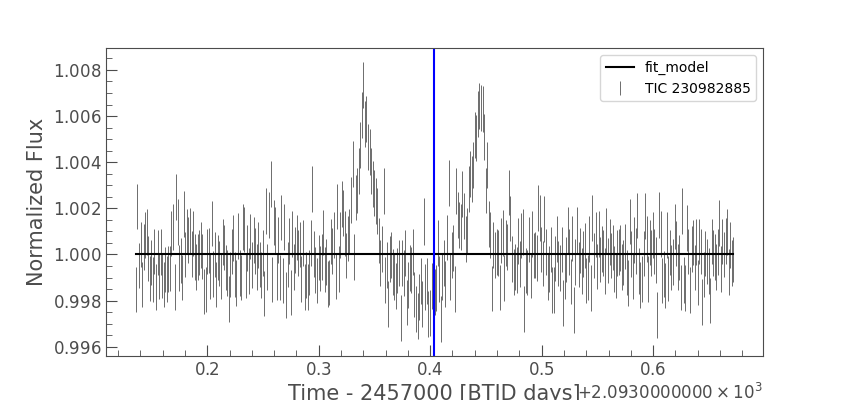 1.008
1.006
1.004
1.002
1.000
0.998
0.996
Normalized Flux
fit_model
TIC 230982885
0.2 0.3 0.4 0.5 0.6
Time - 2457000 [BTJD days]
+2.0930000000 × 10³